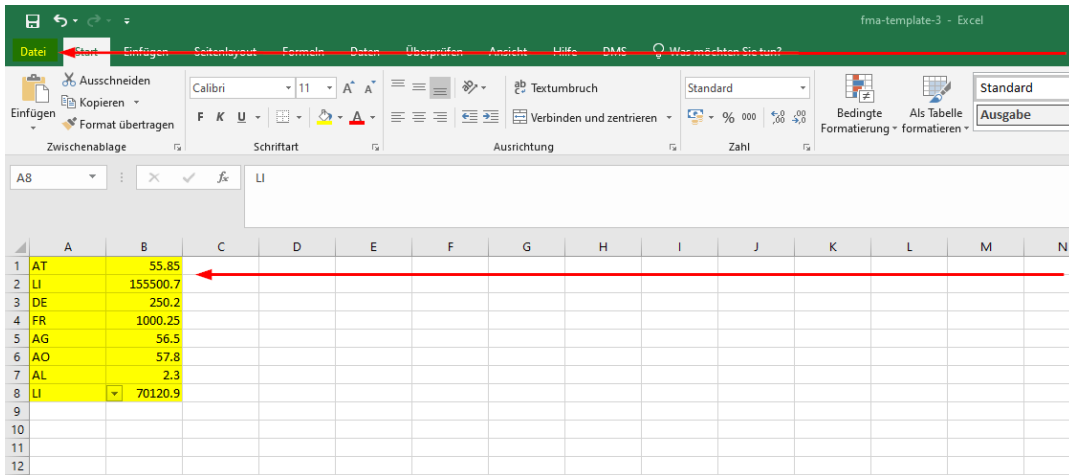 fma-template-3 - Excel
Datei Start Einfügen Seitenlayout Formeln Daten Überprüfen Ansicht Hilfe DMS Was möchten Sie tun?
Einfügen
Ausschneiden
Kopieren
Format übertragen
Zwischenablage
Calibri 11 A A
F K U A
Schriftart
ab Textumbruch
Verbinden und zentrieren
Ausrichtung
Standard
% 000 ,00 ,0
Zahl
Bedingte Formatierung
Als Tabelle formatieren
Standard
Ausgabe
A8 fx LI
A B C D E F G H I J K L M N
1 AT 55.85
2 LI 155500.7
3 DE 250.2
4 FR 1000.25
5 AG 56.5
6 AO 57.8
7 AL 2.3
8 LI 70120.9
9
10
11
12